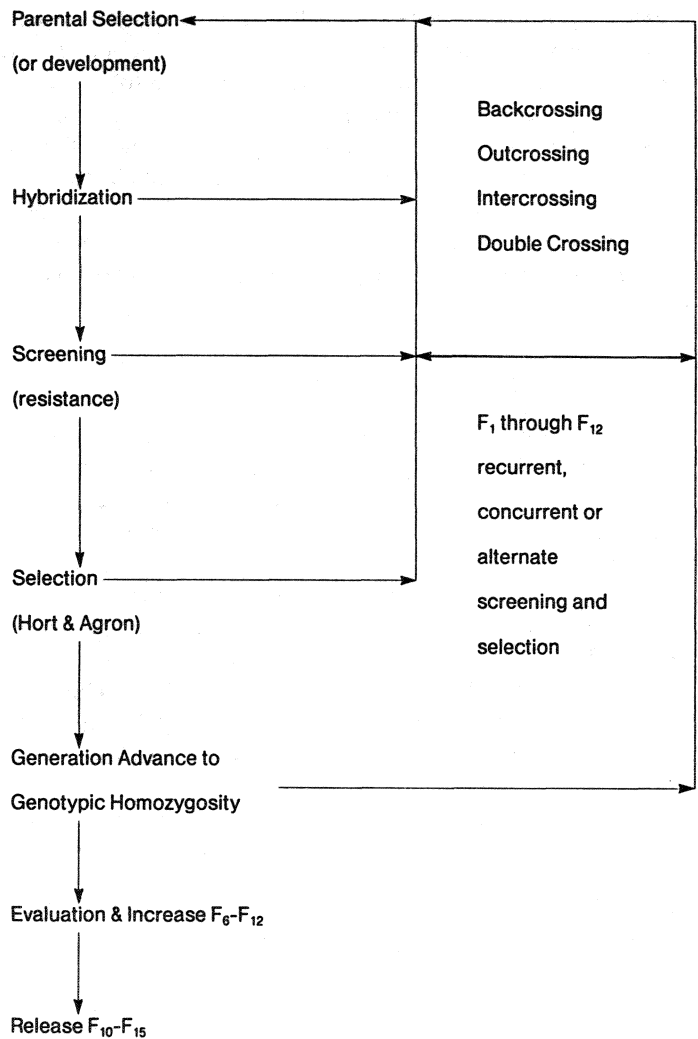 Parental Selection
(or development)
Hybridization
Screening
(resistance)
Selection
(Hort & Agron)
Generation Advance to
Genotypic Homozygosity
Evaluation & Increase F₆-F₁₂
Release F₁₀-F₁₅
Backcrossing
Outcrossing
Intercrossing
Double Crossing
F₁ through F₁₂
recurrent,
concurrent or
alternate
screening and
selection